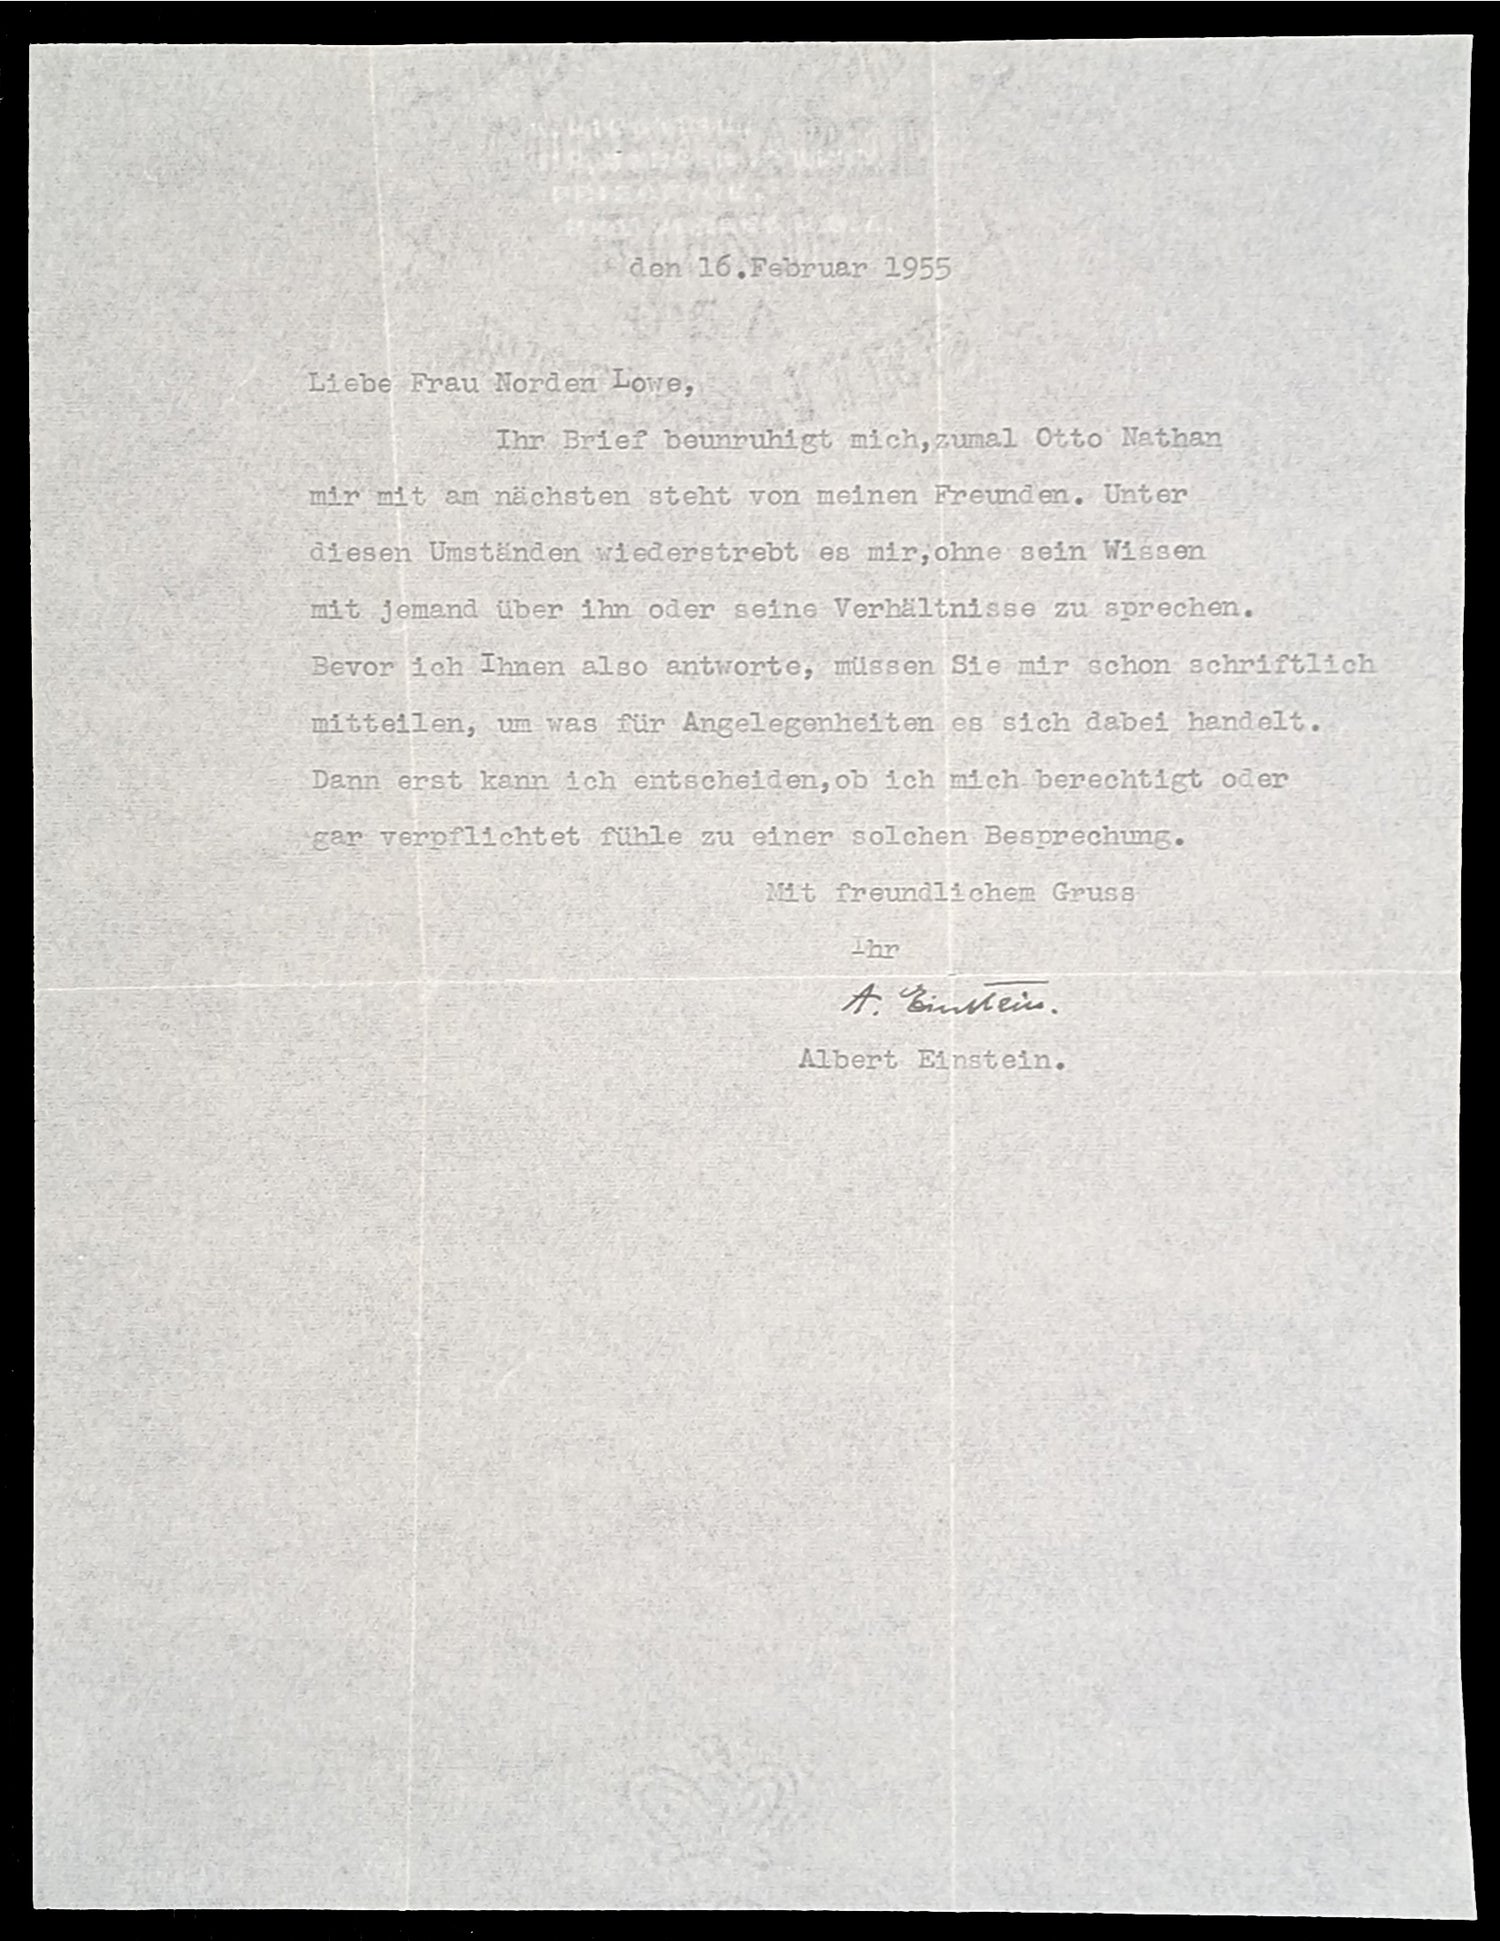 den 16.Februar 1955
Liebe Frau Norden Lowe,
Ihr Brief beunruhigt mich,zumal Otto Nathan
mir mit am nächsten steht von meinen Freunden. Unter
diesen Umständen wiederstrebt es mir,ohne sein Wissen
mit jemand über ihn oder seine Verhältnisse zu sprechen.
Bevor ich Ihnen also antworte, müssen Sie mir schon schriftlich
mitteilen, um was für Angelegenheiten es sich dabei handelt.
Dann erst kann ich entscheiden,ob ich mich berechtigt oder
gar verpflichtet fühle zu einer solchen Besprechung.
Mit freundlichem Gruss
Ihr
A. Einstein.
Albert Einstein.